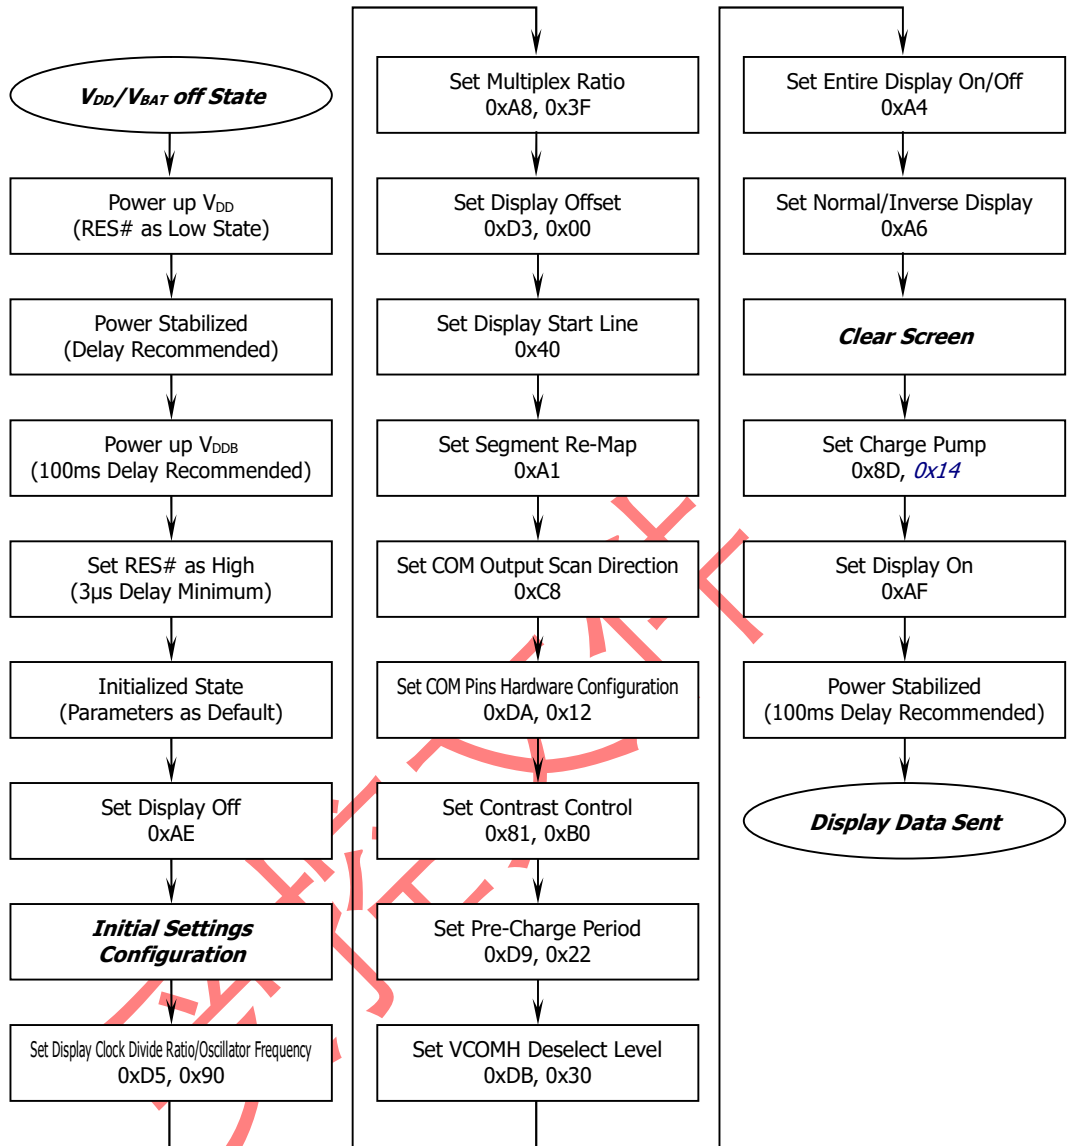 V_DD/V_BAT off State
Power up V_DD
(RES# as Low State)
Power Stabilized
(Delay Recommended)
Power up V_DDB
(100ms Delay Recommended)
Set RES# as High
(3μs Delay Minimum)
Initialized State
(Parameters as Default)
Set Display Off
0xAE
Initial Settings
Configuration
Set Display Clock Divide Ratio/Oscillator Frequency
0xD5, 0x90
Set Multiplex Ratio
0xA8, 0x3F
Set Display Offset
0xD3, 0x00
Set Display Start Line
0x40
Set Segment Re-Map
0xA1
Set COM Output Scan Direction
0xC8
Set COM Pins Hardware Configuration
0xDA, 0x12
Set Contrast Control
0x81, 0xB0
Set Pre-Charge Period
0xD9, 0x22
Set VCOMH Deselect Level
0xDB, 0x30
Set Entire Display On/Off
0xA4
Set Normal/Inverse Display
0xA6
Clear Screen
Set Charge Pump
0x8D, 0x14
Set Display On
0xAF
Power Stabilized
(100ms Delay Recommended)
Display Data Sent